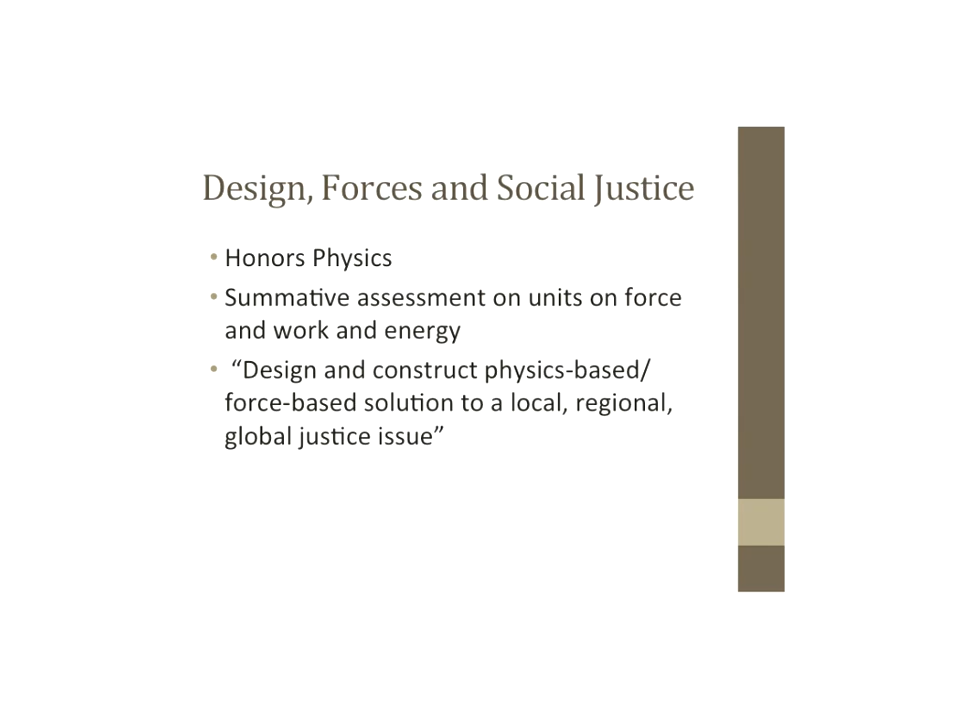 Design, Forces and Social Justice
• Honors Physics
• Summative assessment on units on force
and work and energy
• “Design and construct physics-based/
force-based solution to a local, regional,
global justice issue”